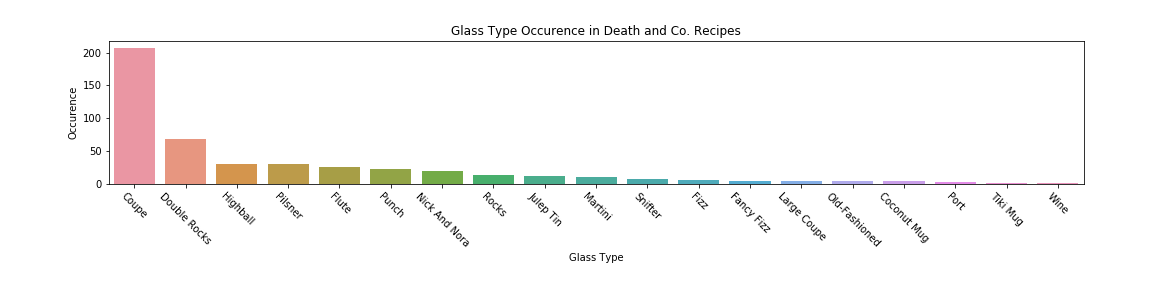 Glass Type Occurence in Death and Co. Recipes
Occurence
200
150
100
50
0
Coupe
Double Rocks
Highball
Pilsner
Flute
Punch
Nick And Nora
Rocks
Julep Tin
Martini
Snifter
Fizz
Fancy Fizz
Large Coupe
Old-Fashioned
Coconut Mug
Port
Tiki Mug
Wine
Glass Type